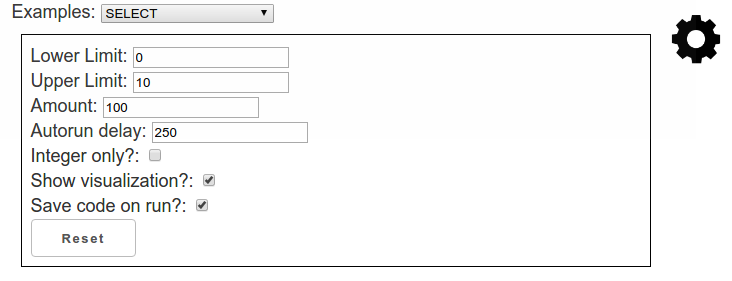 Examples: SELECT
Lower Limit: 0
Upper Limit: 10
Amount: 100
Autorun delay: 250
Integer only?:
Show visualization?:
Save code on run?:
Reset